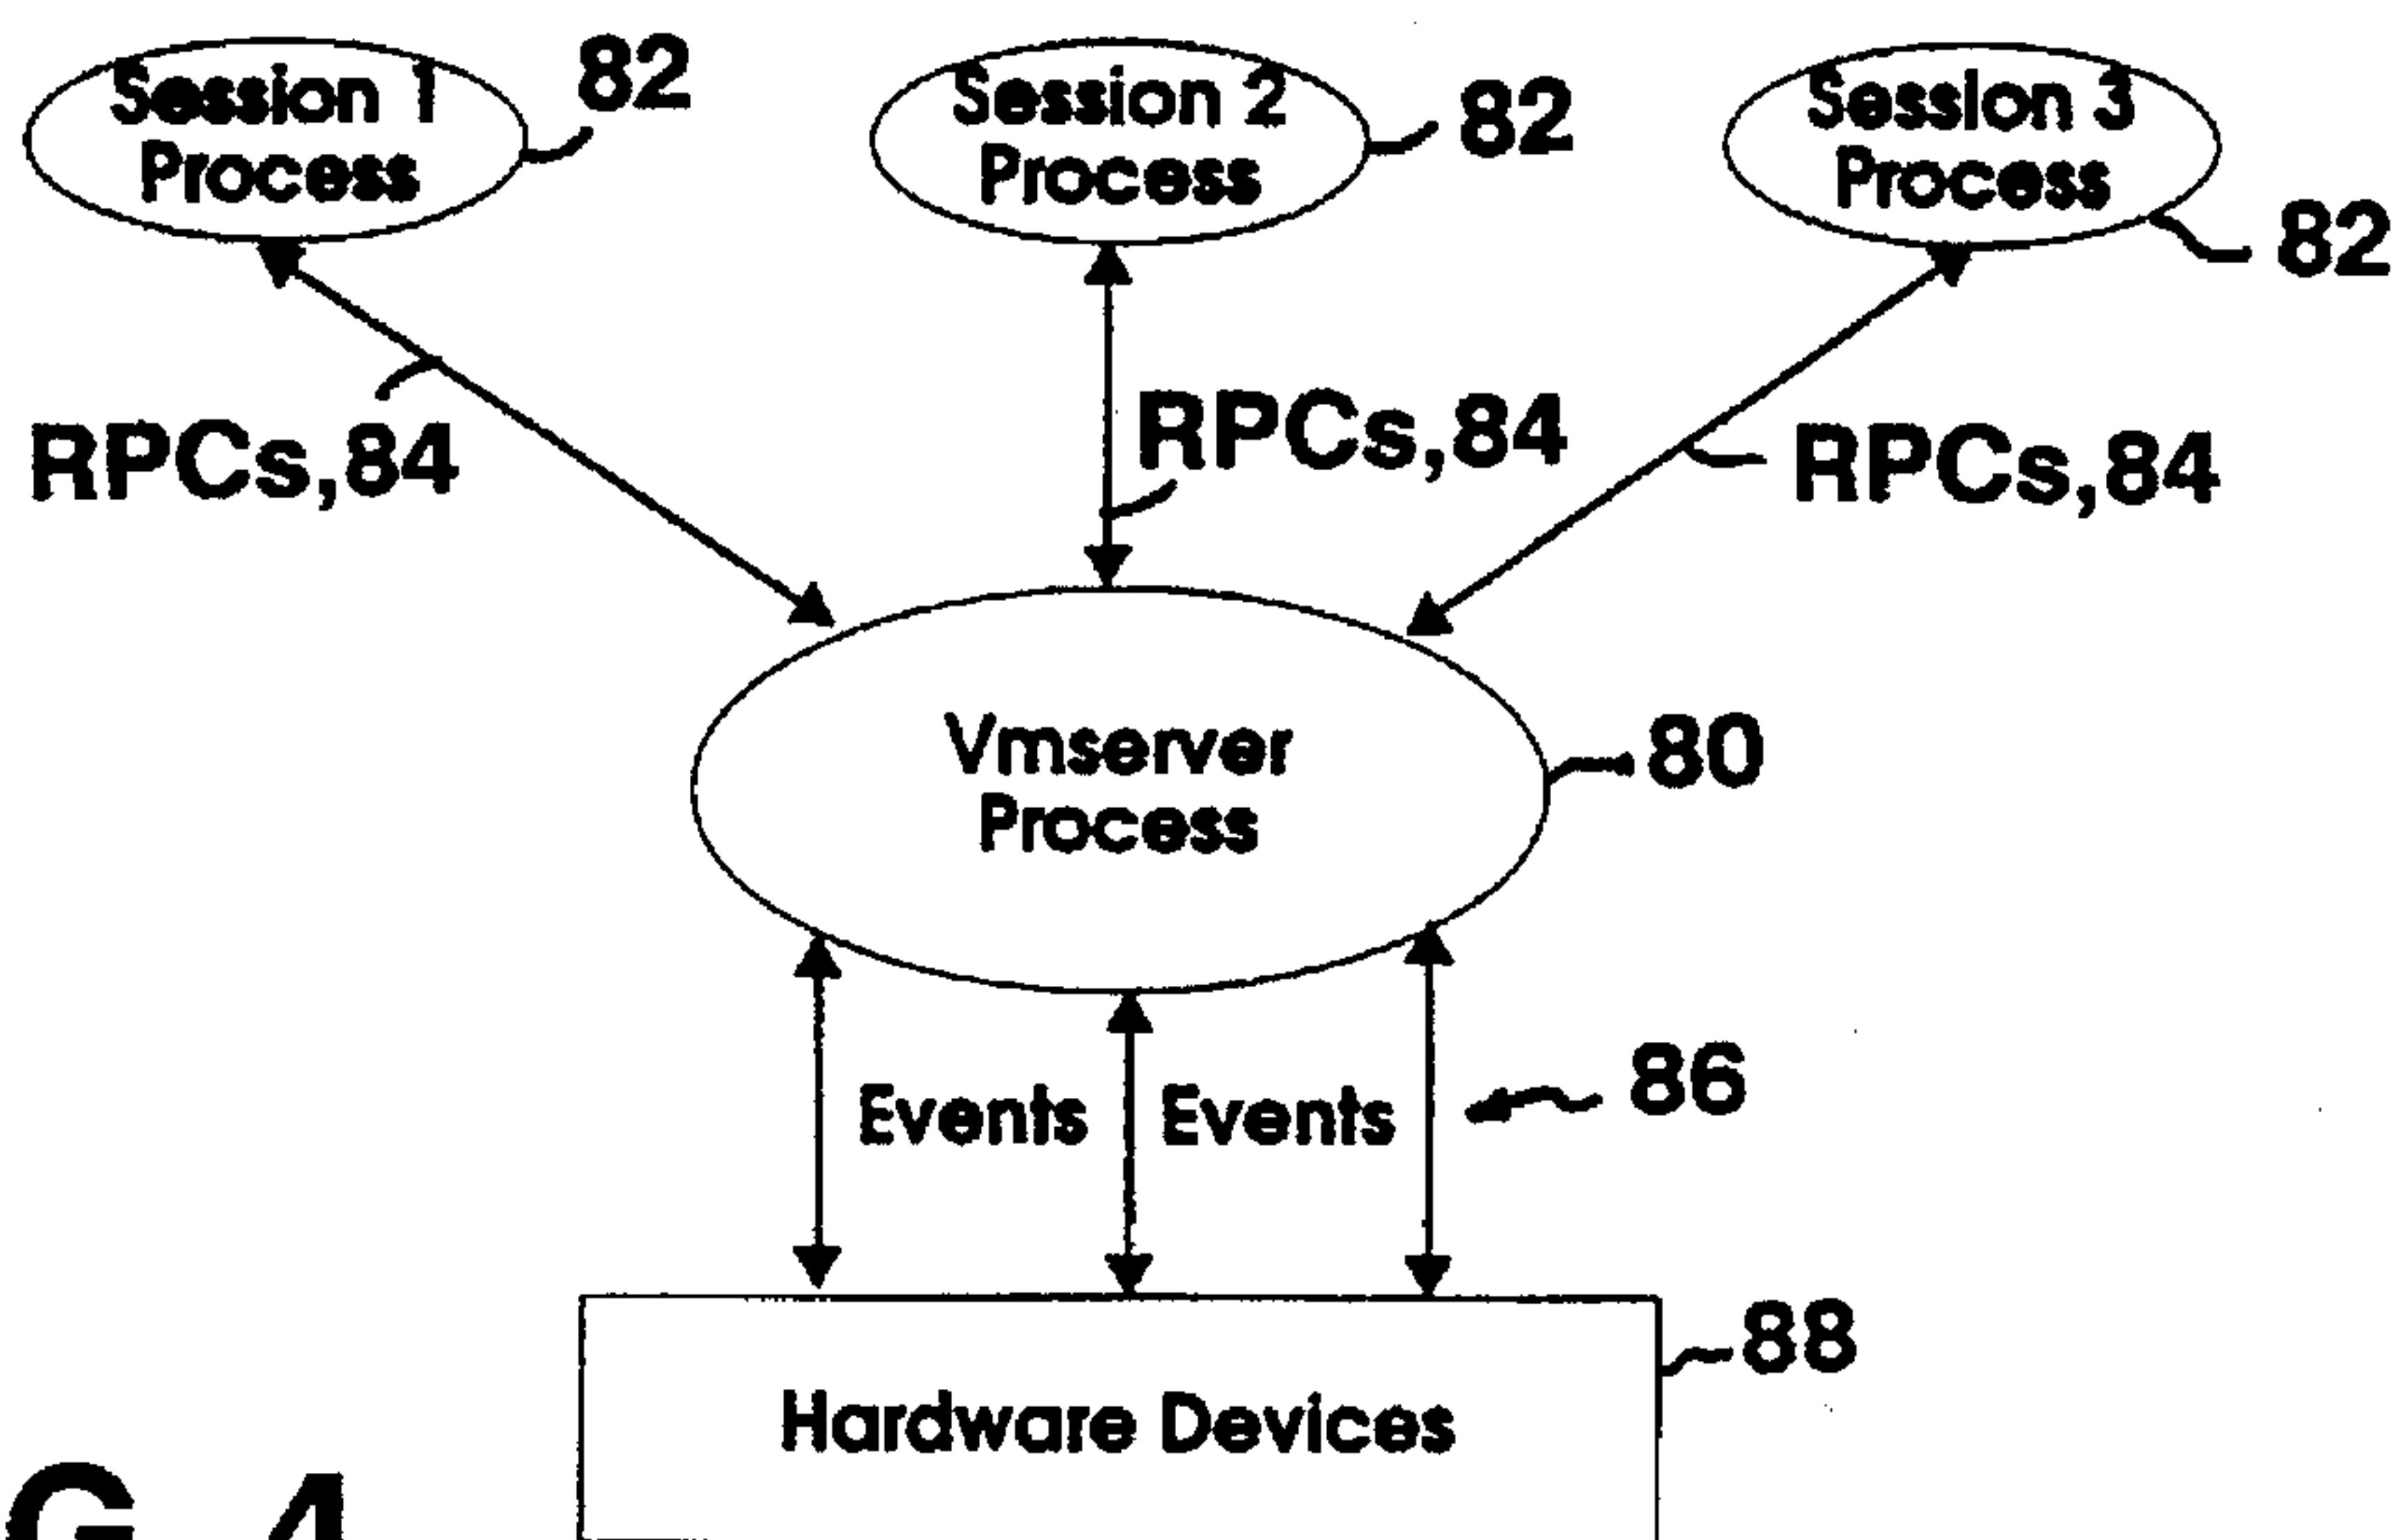 Session 1
Process
82
Session 2
Process
82
Session 3
Process
82
RPCs,84
RPCs,84
RPCs,84
Vmserver
Process
80
Events
Events
86
88
Hardware Devices
G. 4